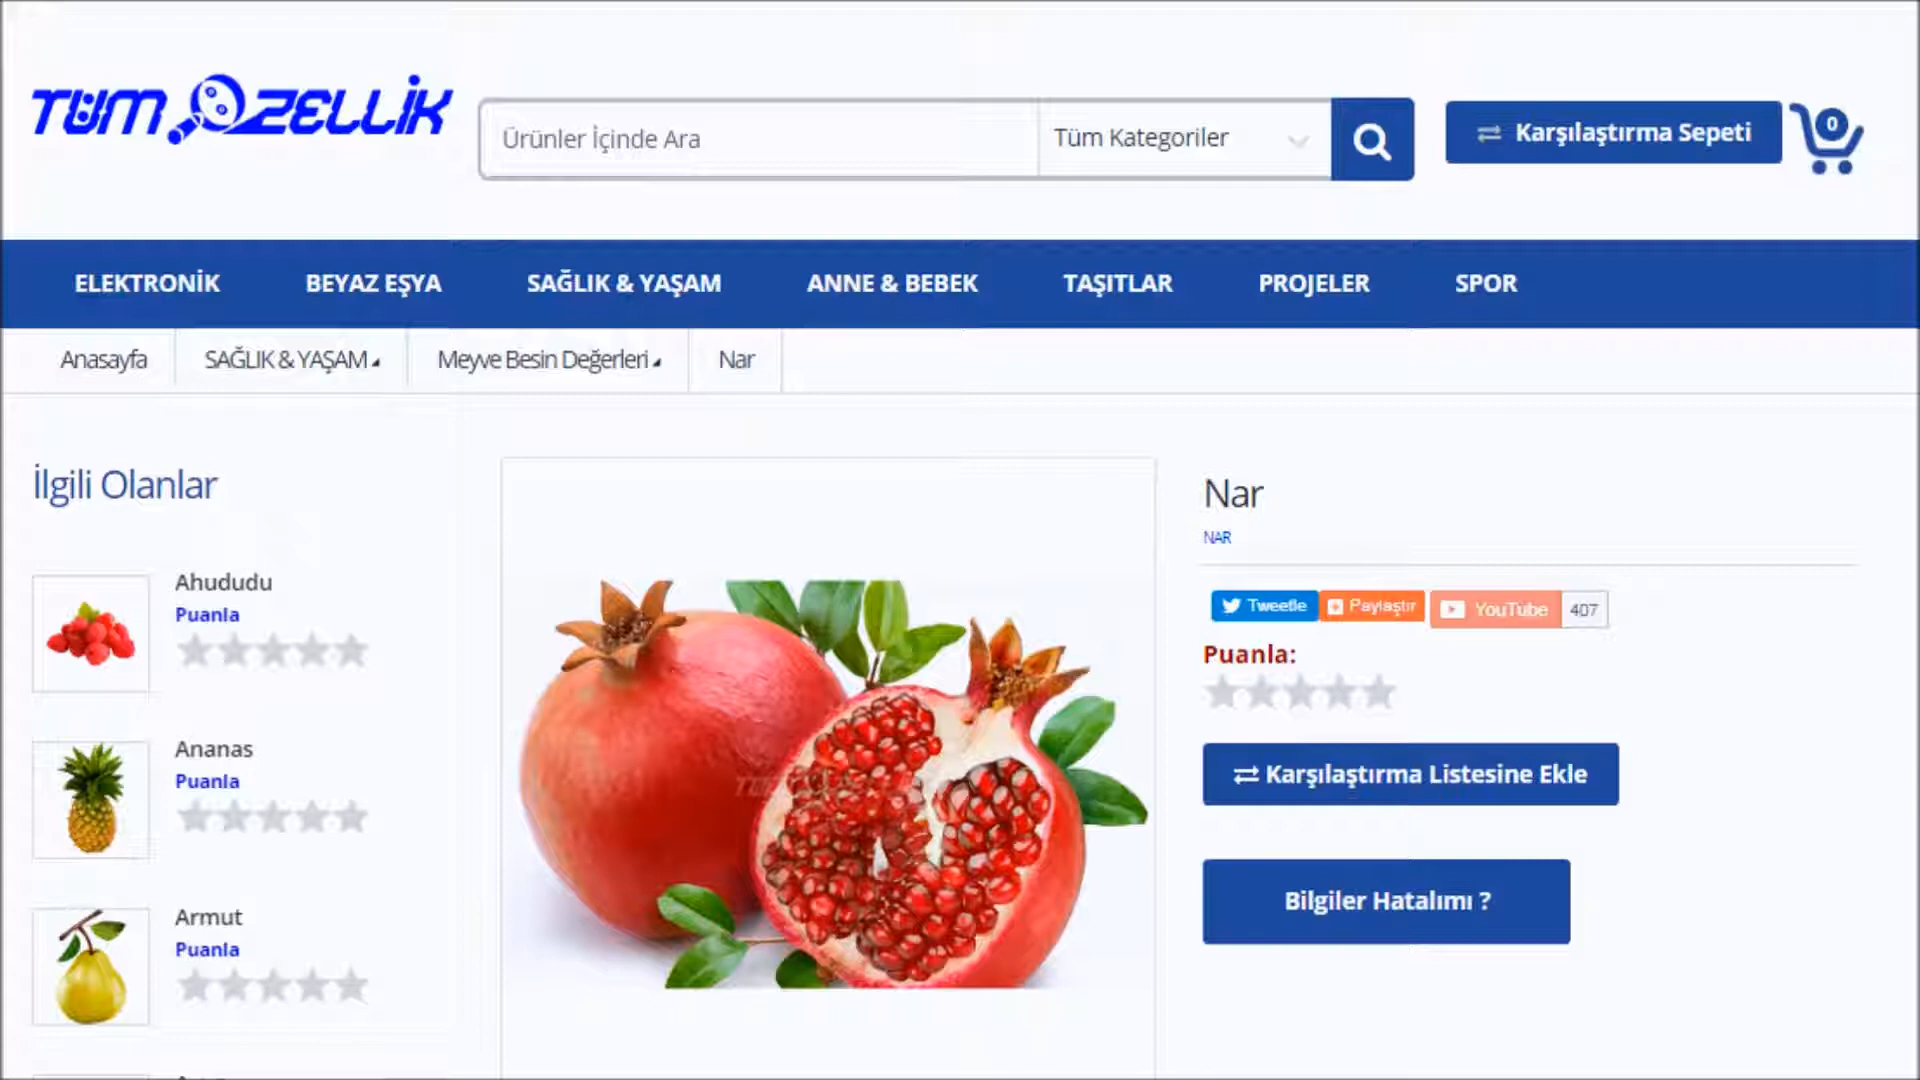 TÜM ÖZELLİK
Ürünler İçinde Ara
Tüm Kategoriler
Karşılaştırma Sepeti
0
ELEKTRONİK
BEYAZ EŞYA
SAĞLIK & YAŞAM
ANNE & BEBEK
TAŞITLAR
PROJELER
SPOR
Anasayfa
SAĞLIK & YAŞAM
Meyve Besin Değerleri
Nar
İlgili Olanlar
Ahududu
Puanla
Ananas
Puanla
Armut
Puanla
Nar
NAR
Tweetle
Paylaştır
YouTube
407
Puanla:
Karşılaştırma Listesine Ekle
Bilgiler Hatalımı ?